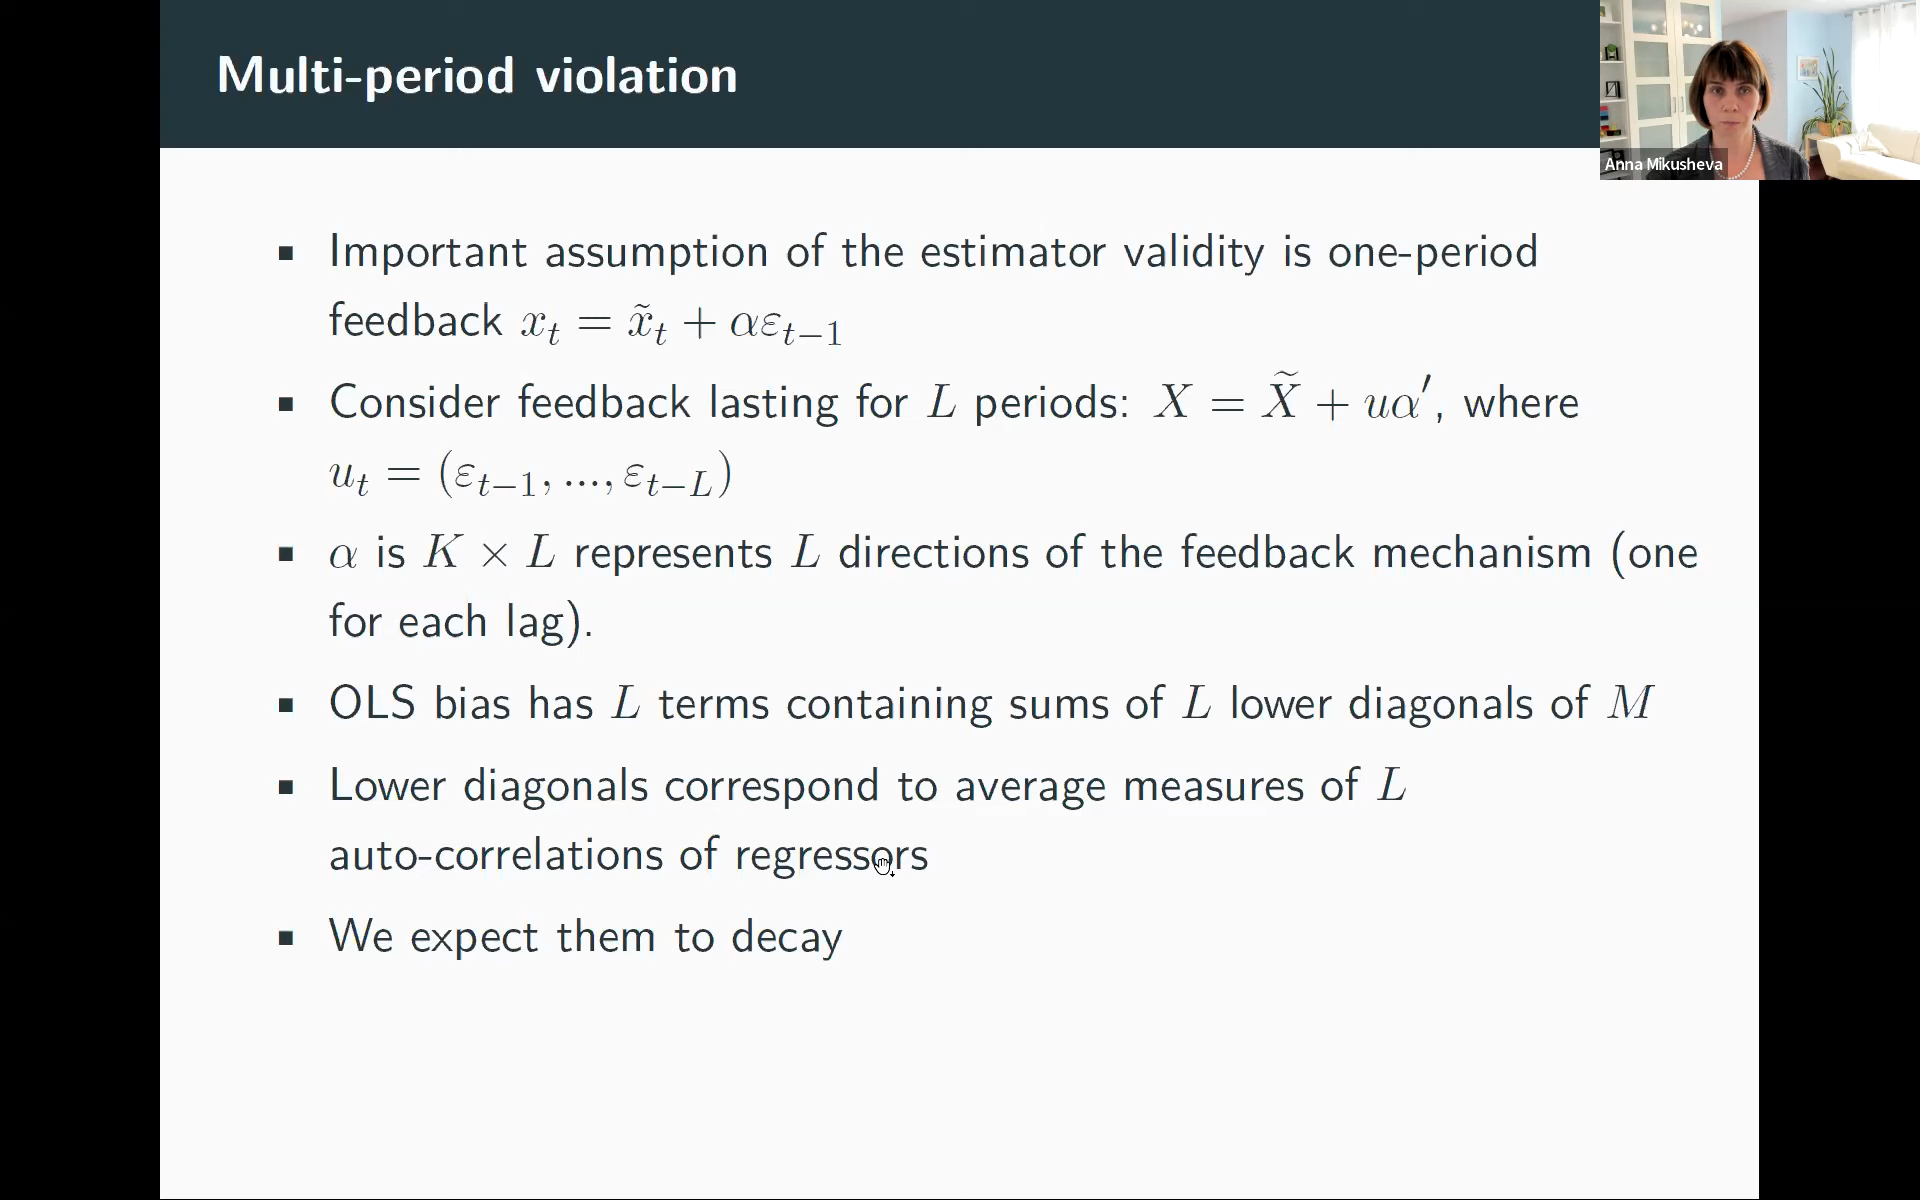 Multi-period violation
Anna Mikusheva
▪ Important assumption of the estimator validity is one-period
feedback $x_t = \tilde{x}_t + \alpha\varepsilon_{t-1}$
▪ Consider feedback lasting for $L$ periods: $X = \widetilde{X} + u\alpha'$, where
$u_t = (\varepsilon_{t-1}, ..., \varepsilon_{t-L})$
▪ $\alpha$ is $K \times L$ represents $L$ directions of the feedback mechanism (one
for each lag).
▪ OLS bias has $L$ terms containing sums of $L$ lower diagonals of $M$
▪ Lower diagonals correspond to average measures of $L$
auto-correlations of regressors
▪ We expect them to decay